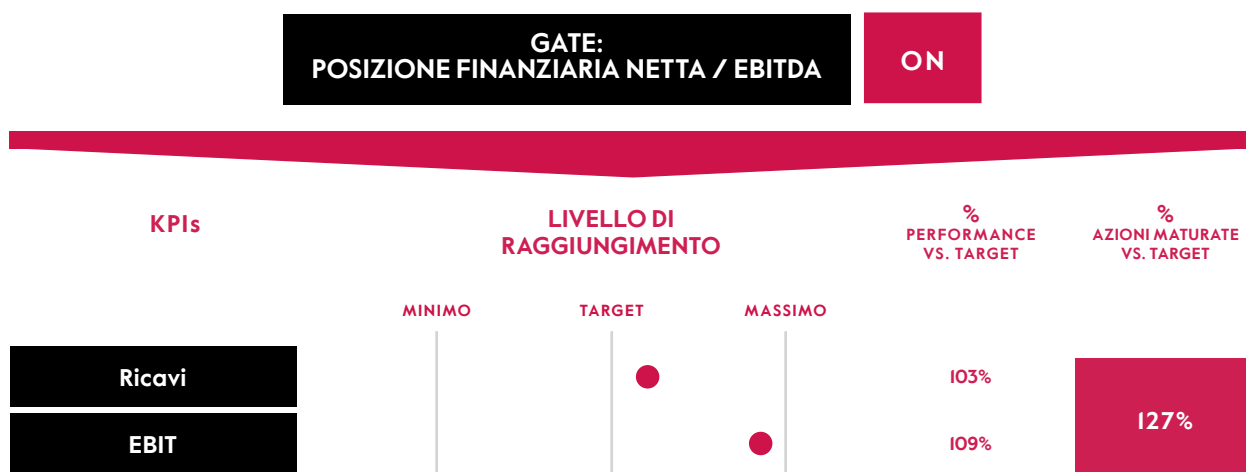 GATE:
POSIZIONE FINANZIARIA NETTA / EBITDA
ON
KPIs
LIVELLO DI
RAGGIUNGIMENTO
%
PERFORMANCE
VS. TARGET
%
AZIONI MATURATE
VS. TARGET
MINIMO
TARGET
MASSIMO
Ricavi
103%
127%
EBIT
109%